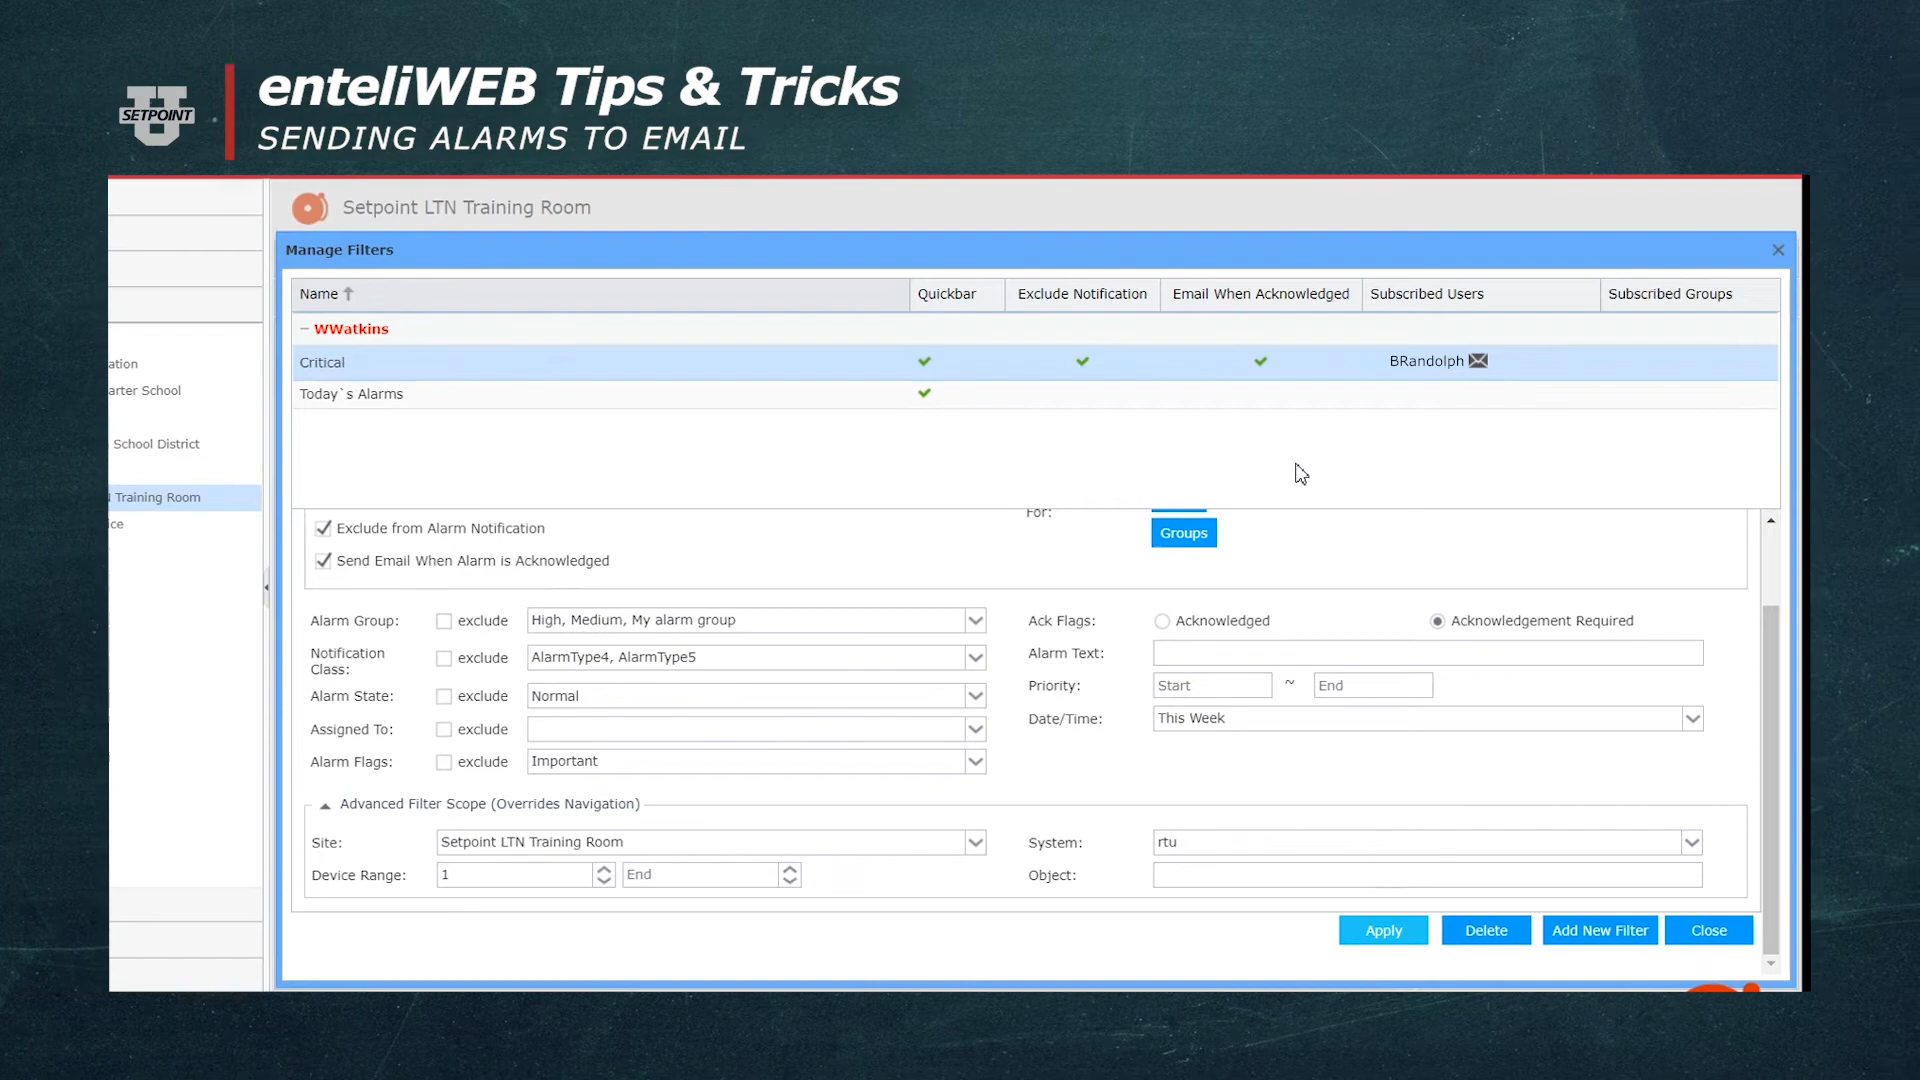 enteliWEB Tips & Tricks
SETPOINT
SENDING ALARMS TO EMAIL
Setpoint LTN Training Room
Manage Filters
Name Quickbar Exclude Notification Email When Acknowledged Subscribed Users Subscribed Groups
WWatkins
Critical BRandolph
Today`s Alarms
ation
arter School
School District
Training Room
ice
For:
Exclude from Alarm Notification Groups
Send Email When Alarm is Acknowledged
Alarm Group: exclude High, Medium, My alarm group Ack Flags: Acknowledged Acknowledgement Required
Notification
Class: exclude AlarmType4, AlarmType5 Alarm Text:
Alarm State: exclude Normal Priority: Start ~ End
Assigned To: exclude Date/Time: This Week
Alarm Flags: exclude Important
Advanced Filter Scope (Overrides Navigation)
Site: Setpoint LTN Training Room System: rtu
Device Range: 1 End Object:
Apply Delete Add New Filter Close